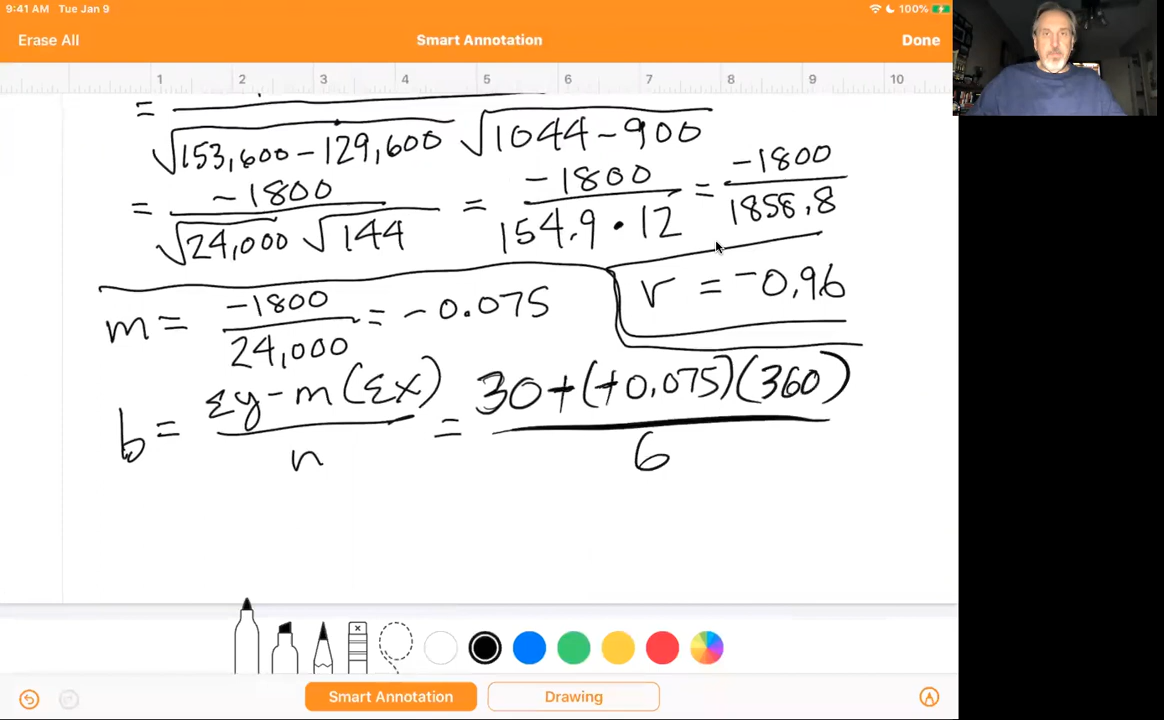 9:41 AM Tue Jan 9 100%
Erase All Smart Annotation Done
1 2 3 4 5 6 7 8 9 10
=
√153,600 - 129,600 √1044 - 900
= -1800 / √24,000 √144 = -1800 / 154.9 • 12 = -1800 / 1858.8
r = -0.96
m = -1800 / 24,000 = -0.075
b = Σy - m(Σx) / n = 30 + (+0.075)(360) / 6
Smart Annotation Drawing